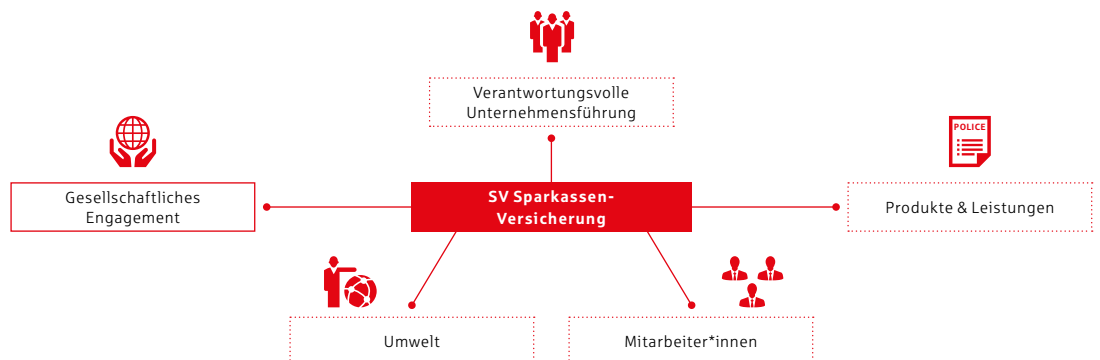 Verantwortungsvolle
Unternehmensführung
POLICE
Gesellschaftliches
Engagement
SV Sparkassen-
Versicherung
Produkte & Leistungen
Umwelt
Mitarbeiter*innen